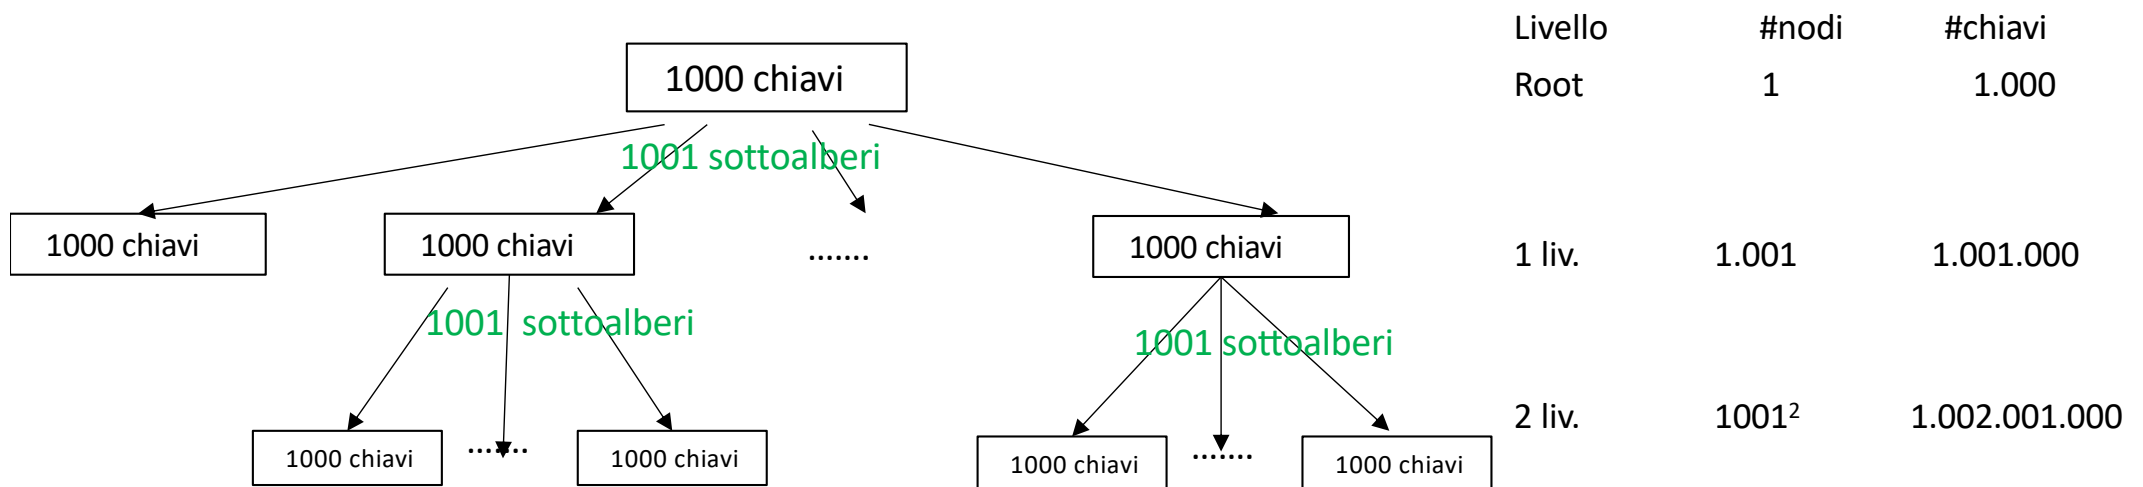 Livello #nodi #chiavi
1000 chiavi
Root 1 1.000
1001 sottoalberi
1000 chiavi 1000 chiavi ....... 1000 chiavi
1 liv. 1.001 1.001.000
1001 sottoalberi
1001 sottoalberi
2 liv. 1001² 1.002.001.000
1000 chiavi ....... 1000 chiavi 1000 chiavi ....... 1000 chiavi